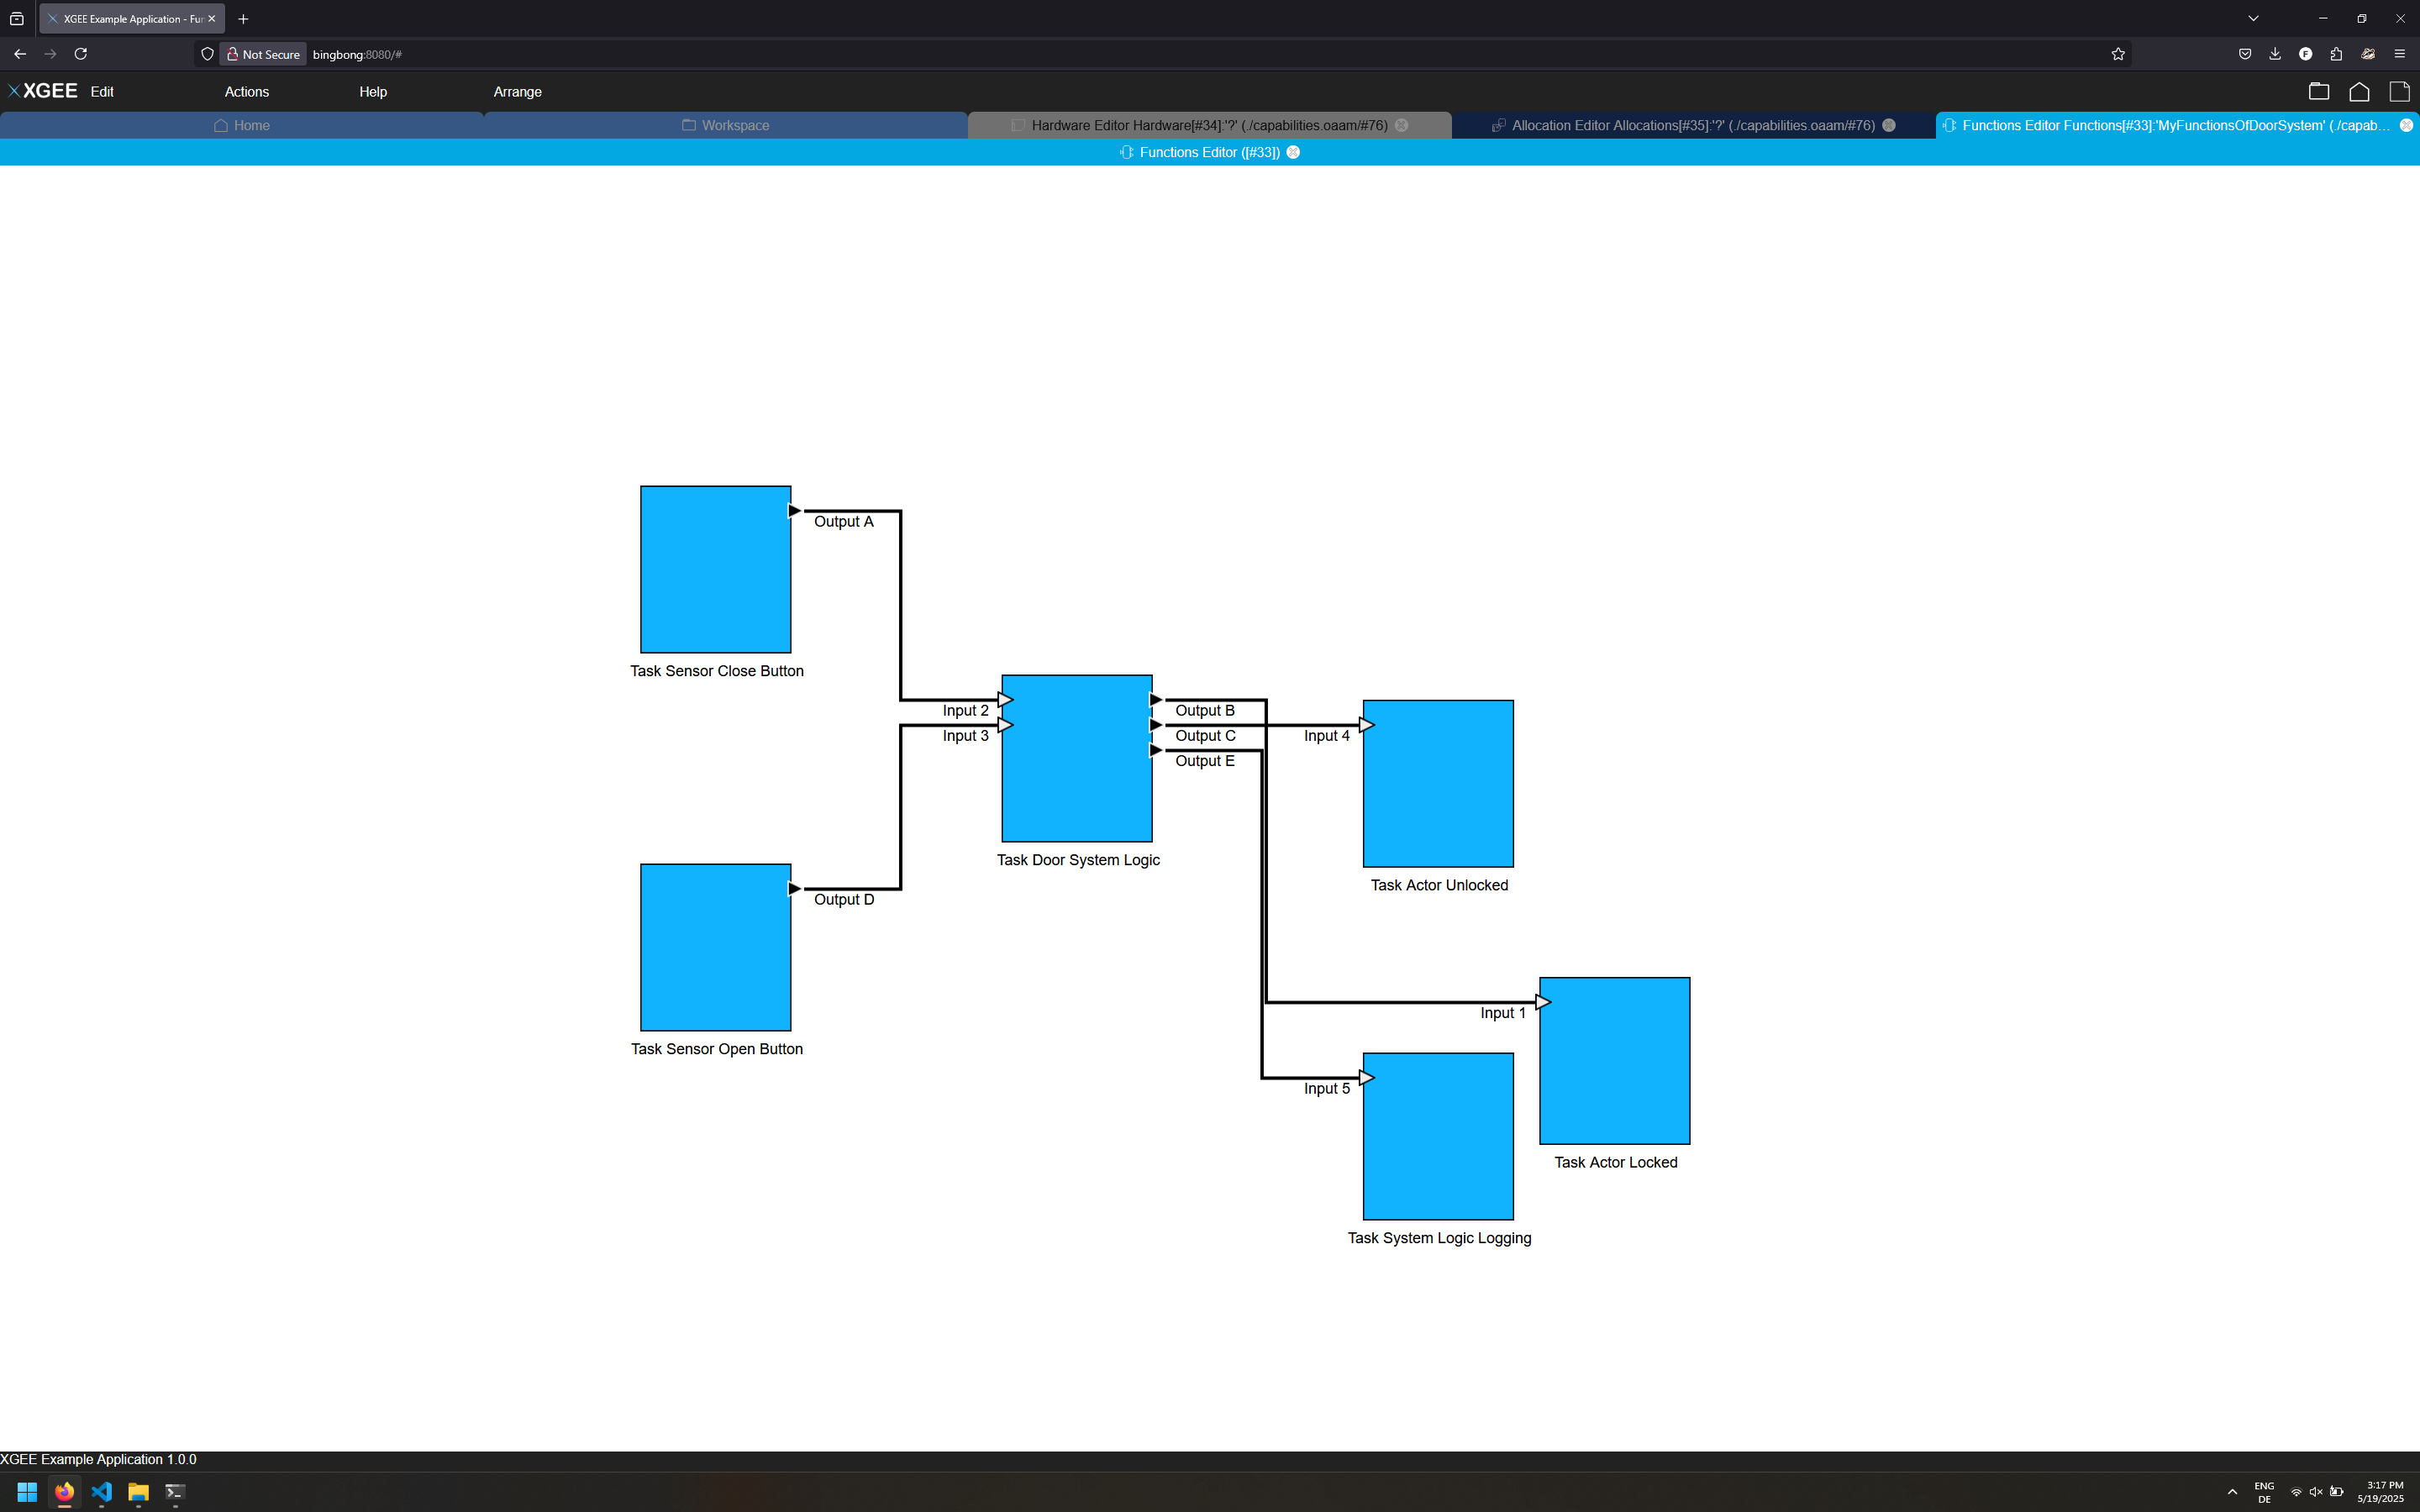 XGEE Example Application - Fur
Not Secure
bingbong:8080/#
XGEE
Edit
Actions
Help
Arrange
Home
Workspace
Hardware Editor Hardware[#34]:'?' (./capabilities.oaam/#76)
Allocation Editor Allocations[#35]:'?' (./capabilities.oaam/#76)
Functions Editor Functions[#33]:'MyFunctionsOfDoorSystem' (./capab...
Functions Editor ([#33])
Output A
Task Sensor Close Button
Input 2
Input 3
Output B
Output C
Output E
Input 4
Task Door System Logic
Task Actor Unlocked
Output D
Task Sensor Open Button
Input 1
Input 5
Task Actor Locked
Task System Logic Logging
XGEE Example Application 1.0.0
ENG
DE
3:17 PM
5/19/2025